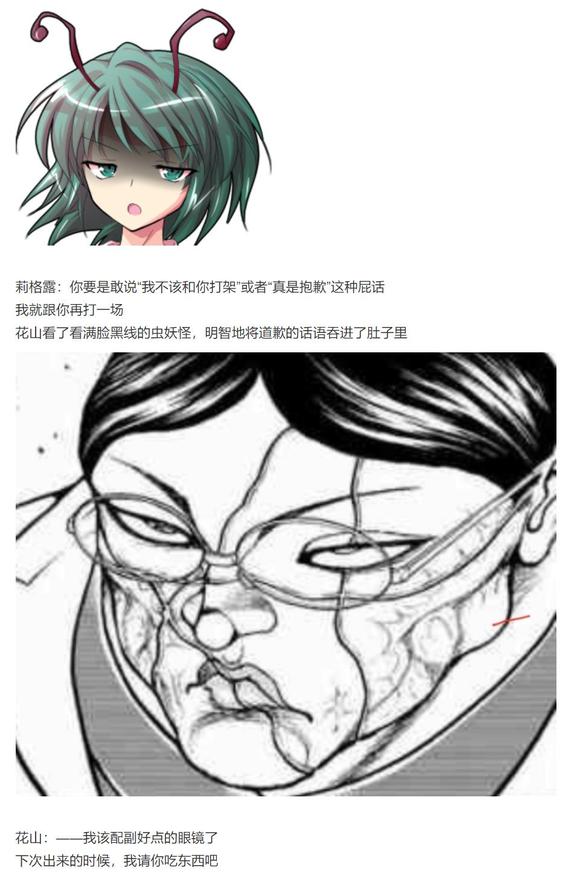 莉格露：你要是敢说“我不该和你打架”或者“真是抱歉”这种屁话
我就跟你再打一场
花山看了看满脸黑线的虫妖怪，明智地将道歉的话语吞进了肚子里
花山：——我该配副好点的眼镜了
下次出来的时候，我请你吃东西吧